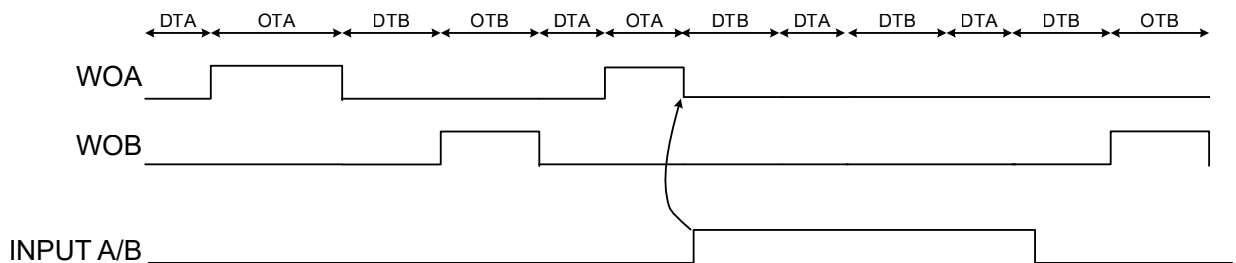 DTA OTA DTB OTB DTA OTA DTB DTA DTB DTA DTB OTB
WOA
WOB
INPUT A/B